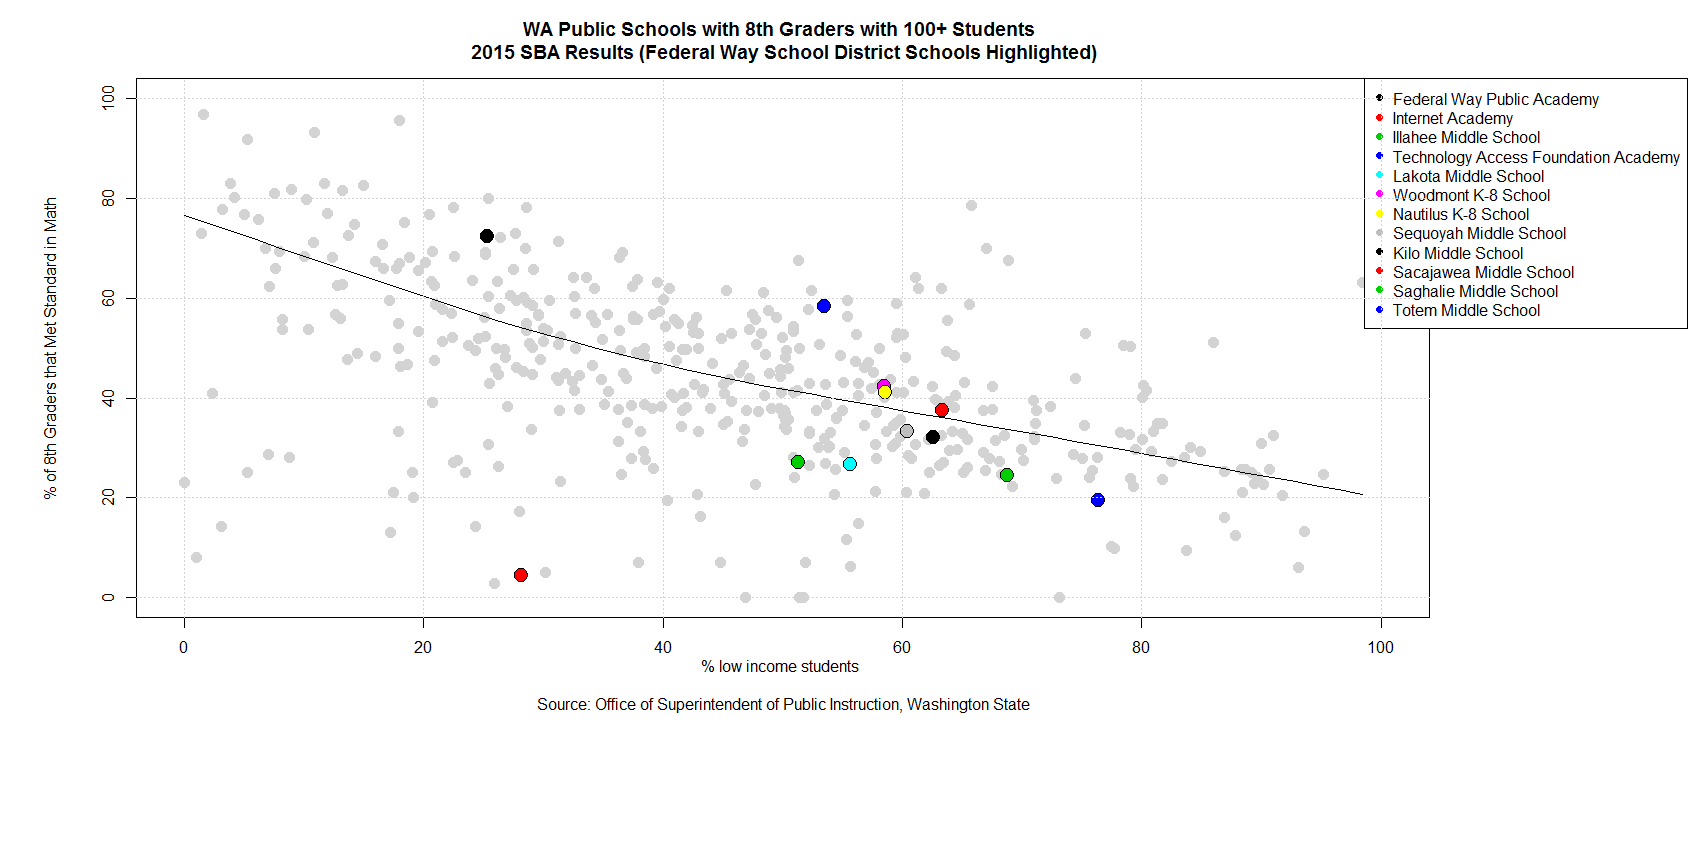 WA Public Schools with 8th Graders with 100+ Students
2015 SBA Results (Federal Way School District Schools Highlighted)
% of 8th Graders that Met Standard in Math
100
80
60
40
20
0
Federal Way Public Academy
Internet Academy
Illahee Middle School
Technology Access Foundation Academy
Lakota Middle School
Woodmont K-8 School
Nautilus K-8 School
Sequoyah Middle School
Kilo Middle School
Sacajawea Middle School
Saghalie Middle School
Totem Middle School
0 20 40 60 80 100
% low income students
Source: Office of Superintendent of Public Instruction, Washington State